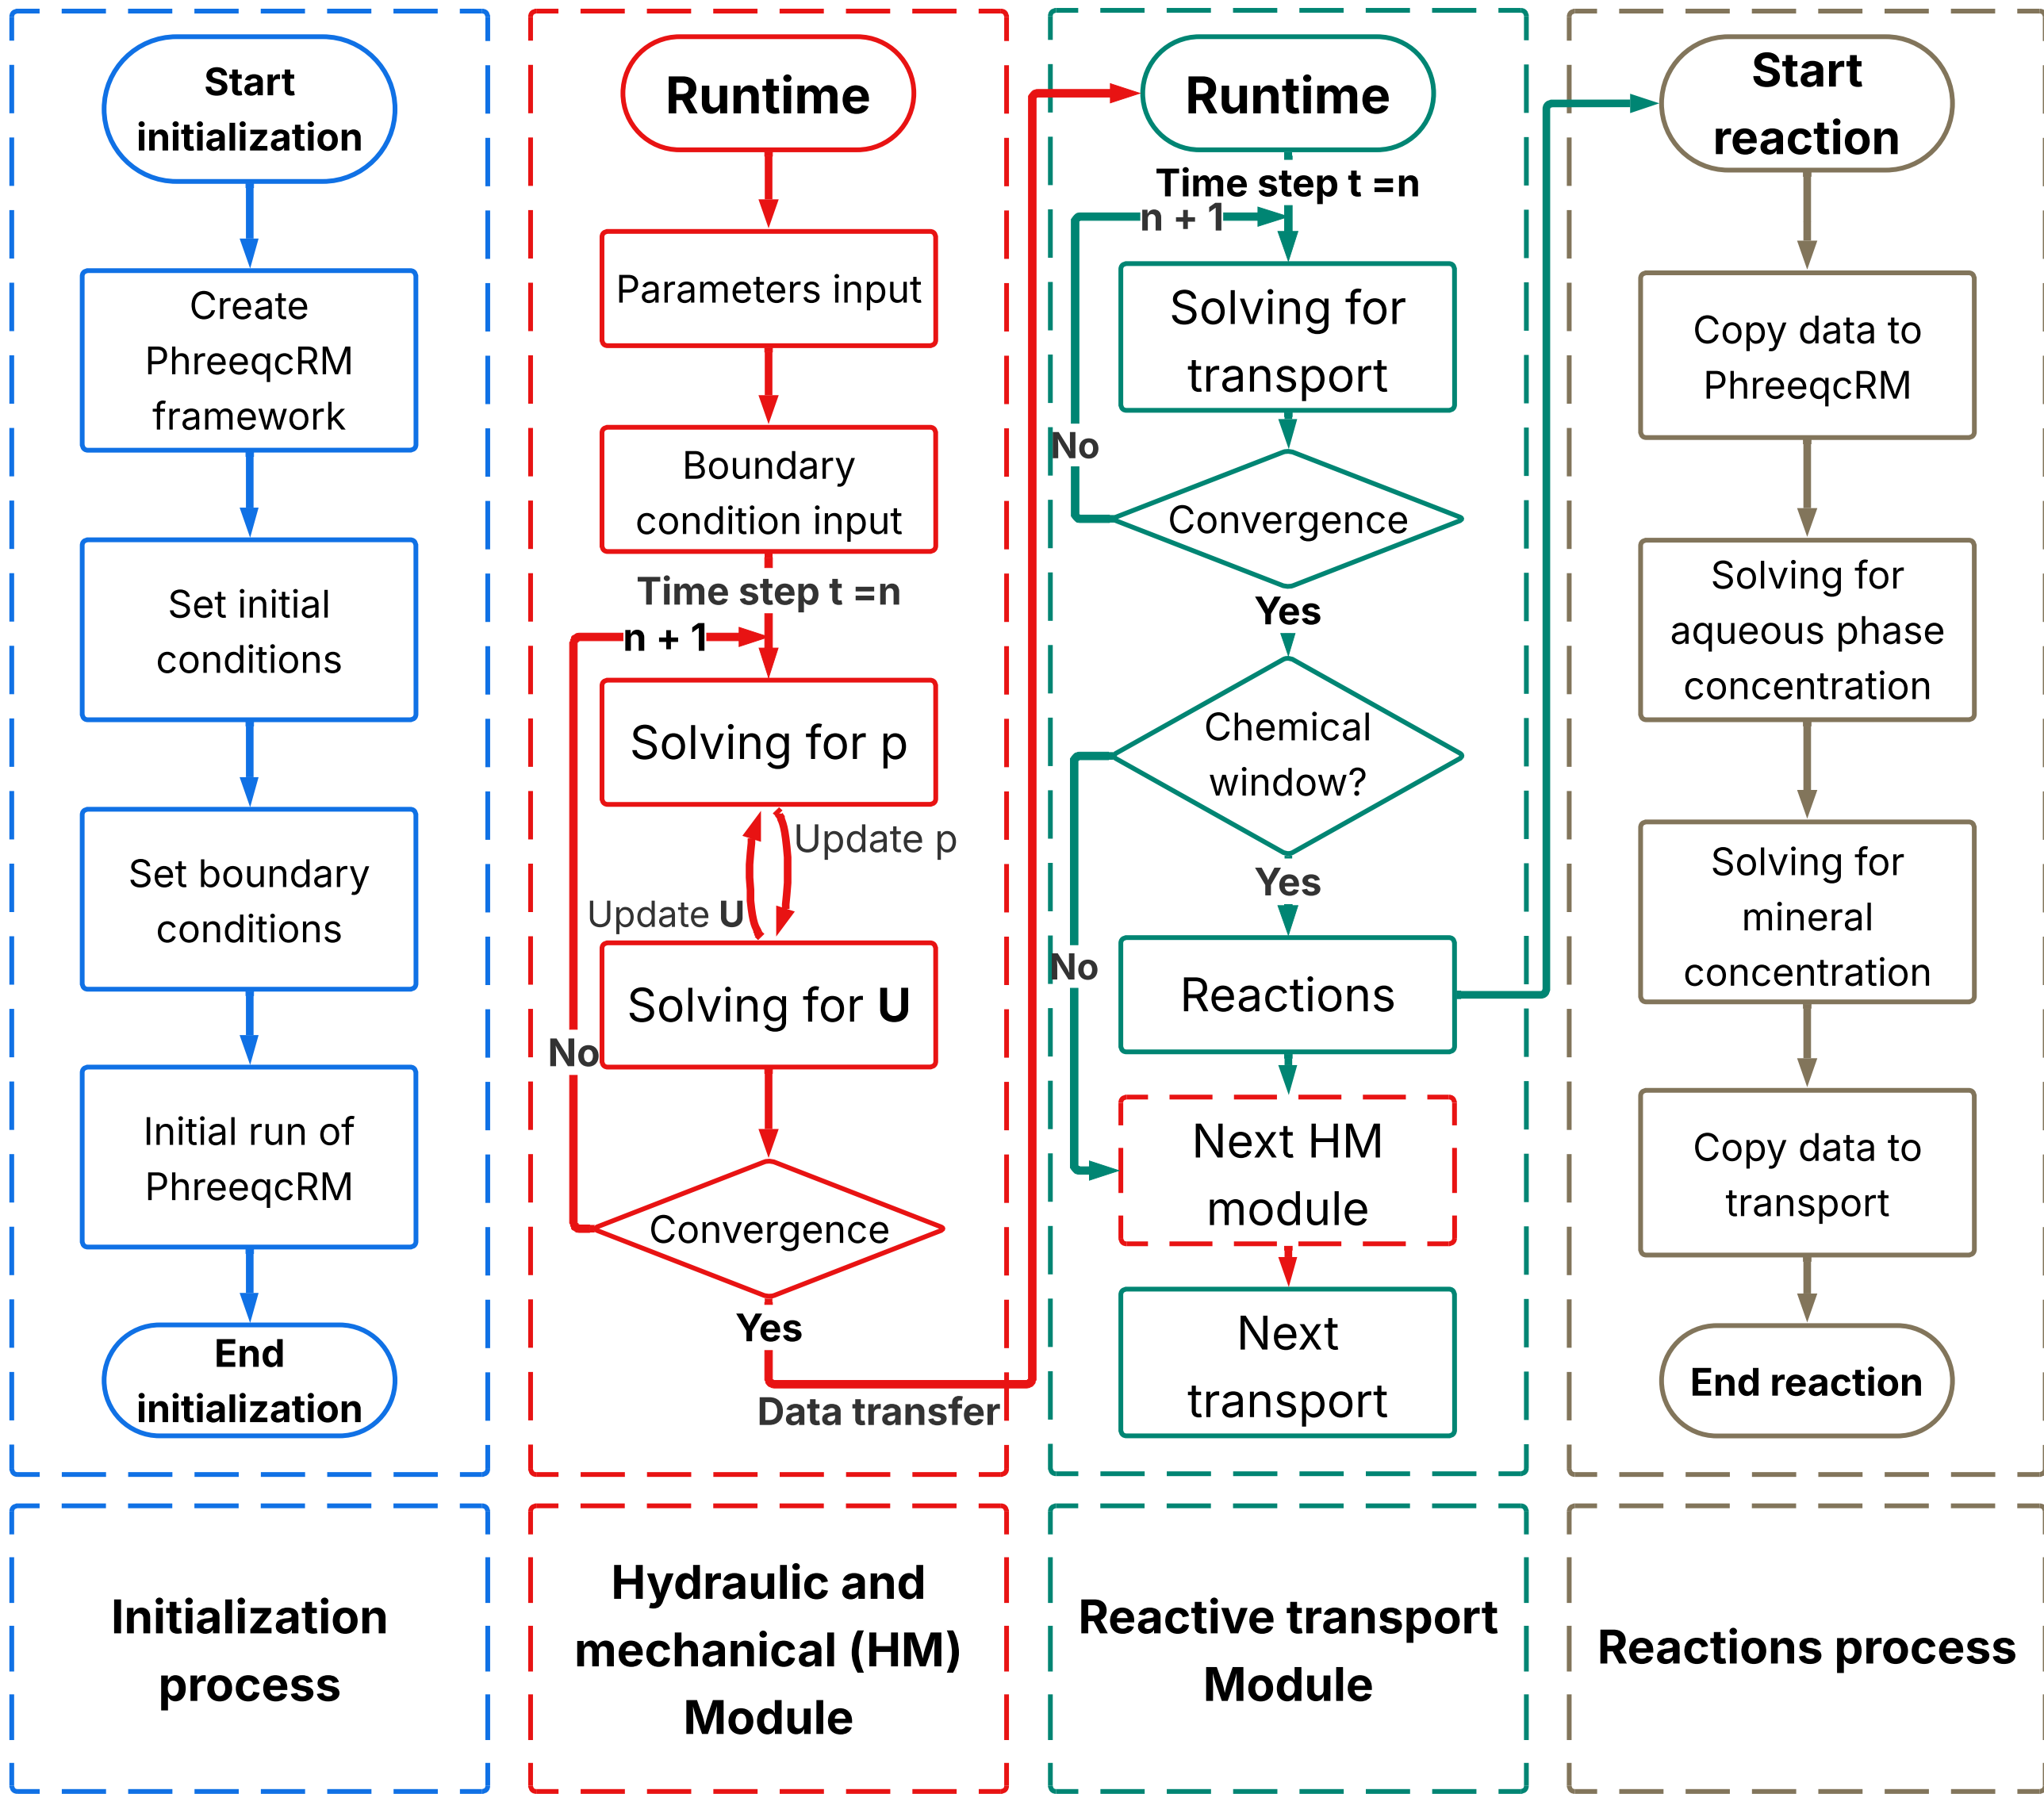 Start
initialization
Create
PhreeqcRM
framework
Set initial
conditions
Set boundary
conditions
Initial run of
PhreeqcRM
End
initialization
Initialization
process
Runtime
Parameters input
Boundary
condition input
Time step t =n
n + 1
Solving for p
Update p
Update U
Solving for U
No
Convergence
Yes
Data transfer
Hydraulic and
mechanical (HM)
Module
Runtime
Time step t =n
n + 1
Solving for
transport
No
Convergence
Yes
Chemical
window?
Yes
No
Reactions
Next HM
module
Next
transport
Reactive transport
Module
Start
reaction
Copy data to
PhreeqcRM
Solving for
aqueous phase
concentration
Solving for
mineral
concentration
Copy data to
transport
End reaction
Reactions process